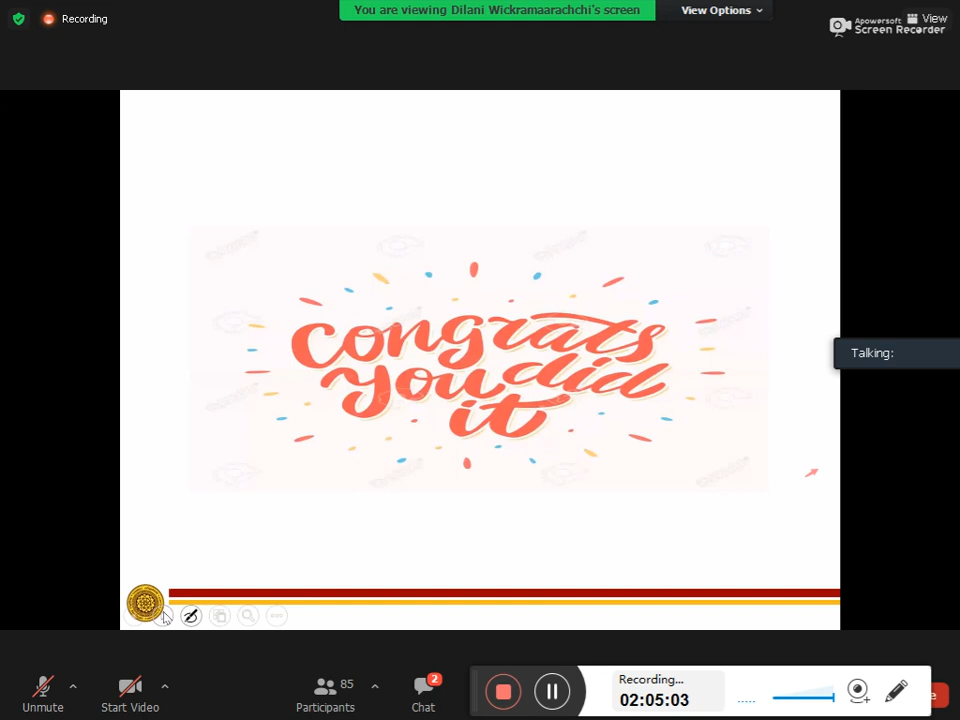 Recording
You are viewing Dilani Wickramaarachchi's screen
View Options
Apowersoft
Screen Recorder
View
congrats
you did
it
Talking:
Unmute
Start Video
85
Participants
2
Chat
Recording...
02:05:03
e